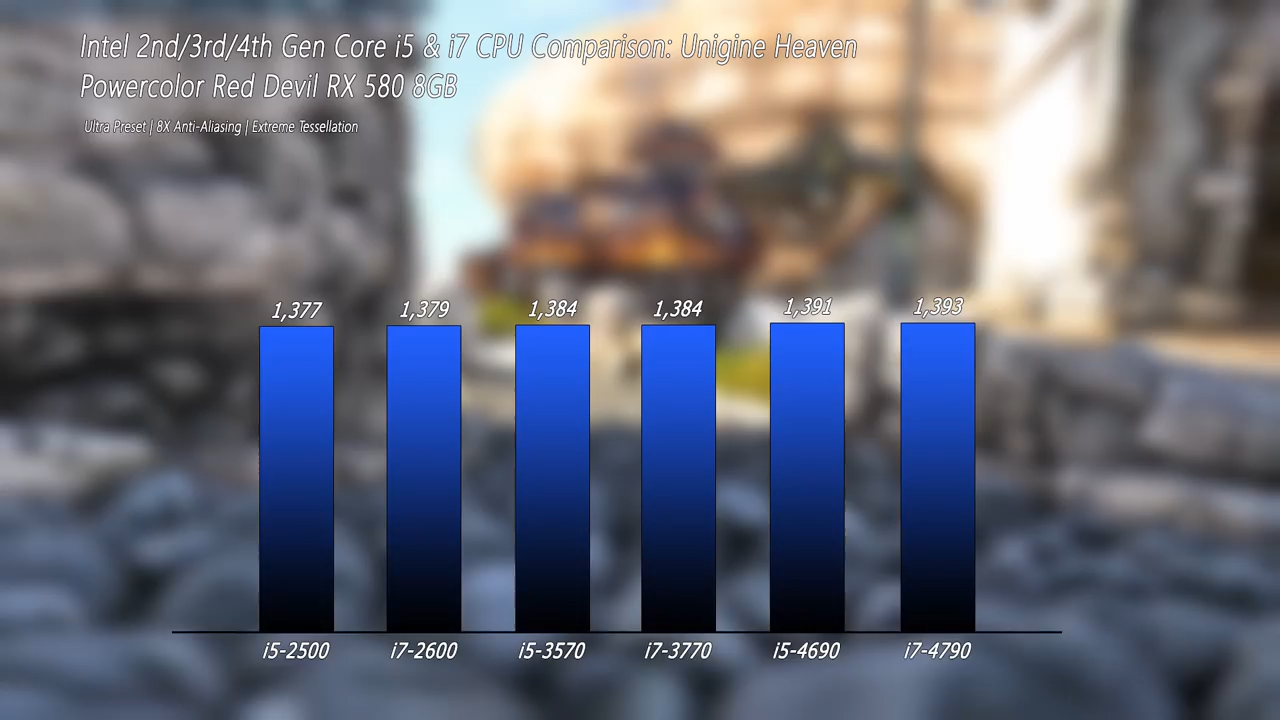 Intel 2nd/3rd/4th Gen Core i5 & i7 CPU Comparison: Unigine Heaven
Powercolor Red Devil RX 580 8GB
Ultra Preset | 8X Anti-Aliasing | Extreme Tessellation
1,377 1,379 1,384 1,384 1,391 1,393
i5-2500 i7-2600 i5-3570 i7-3770 i5-4690 i7-4790